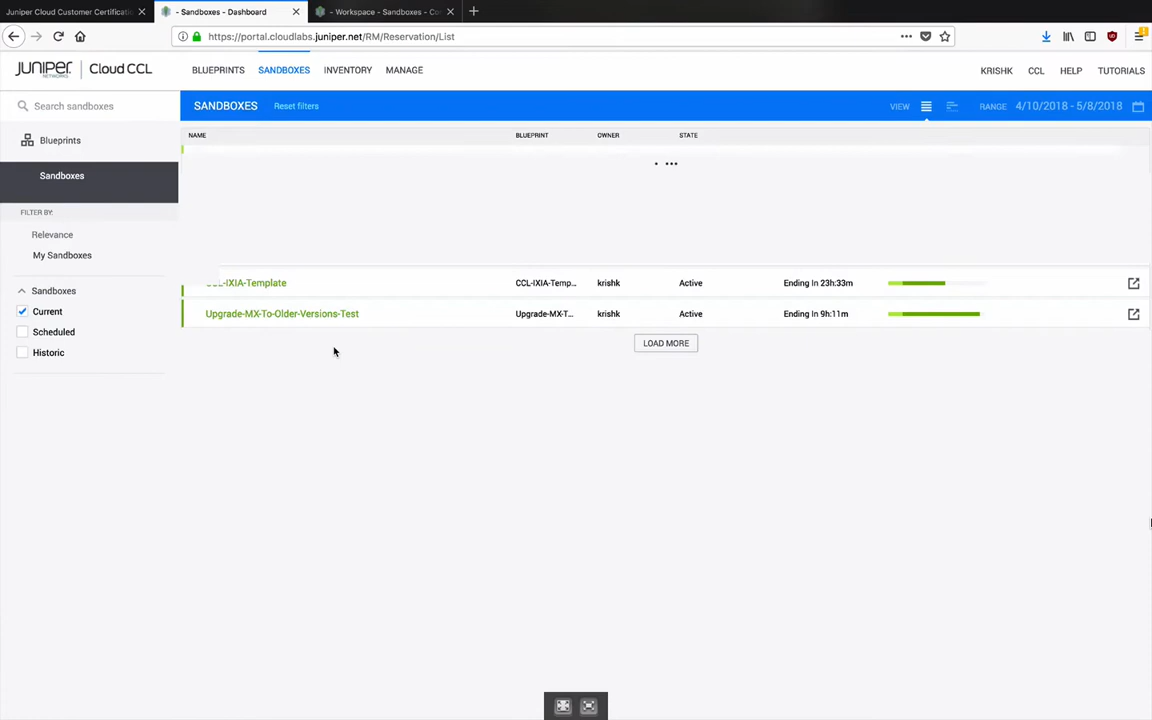 Juniper Cloud Customer Certificati
- Sandboxes - Dashboard
- Workspace - Sandboxes - Co
https://portal.cloudlabs.juniper.net/RM/Reservation/List
JUNIPER NETWORKS | Cloud CCL
BLUEPRINTS
SANDBOXES
INVENTORY
MANAGE
KRISHK
CCL
HELP
TUTORIALS
Search sandboxes
SANDBOXES
Reset filters
VIEW
RANGE 4/10/2018 - 5/8/2018
NAME
BLUEPRINT
OWNER
STATE
Blueprints
Sandboxes
FILTER BY:
Relevance
My Sandboxes
Sandboxes
Current
Scheduled
Historic
CCL-IXIA-Template
CCL-IXIA-Temp...
krishk
Active
Ending In 23h:33m
Upgrade-MX-To-Older-Versions-Test
Upgrade-MX-T...
krishk
Active
Ending In 9h:11m
LOAD MORE